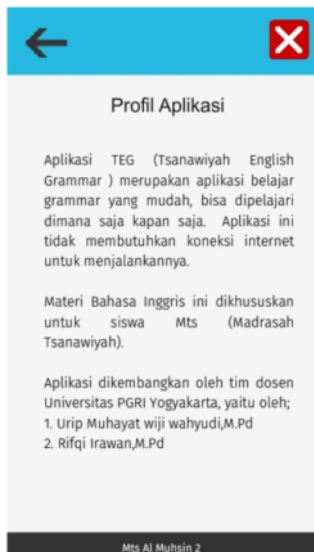 Profil Aplikasi
Aplikasi TEG (Tsanawiyah English
Grammar ) merupakan aplikasi belajar
grammar yang mudah, bisa dipelajari
dimana saja kapan saja. Aplikasi ini
tidak membutuhkan koneksi internet
untuk menjalankannya.
Materi Bahasa Inggris ini dikhususkan
untuk siswa Mts (Madrasah
Tsanawiyah).
Aplikasi dikembangkan oleh tim dosen
Universitas PGRI Yogyakarta, yaitu oleh;
1. Urip Muhayat wiji wahyudi,M.Pd
2. Rifqi Irawan,M.Pd
Mts Al Muhsin 2